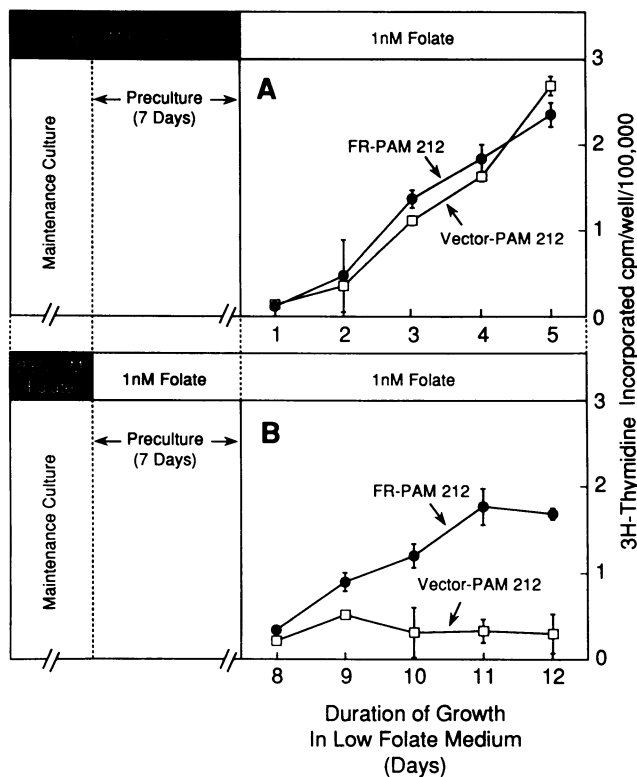 1nM Folate
Maintenance Culture
Preculture
(7 Days)
A
FR-PAM 212
Vector-PAM 212
3
2
1
0
1 2 3 4 5
1nM Folate
1nM Folate
Maintenance Culture
Preculture
(7 Days)
B
FR-PAM 212
Vector-PAM 212
3
2
1
0
8 9 10 11 12
3H-Thymidine Incorporated cpm/well/100,000
Duration of Growth
In Low Folate Medium
(Days)